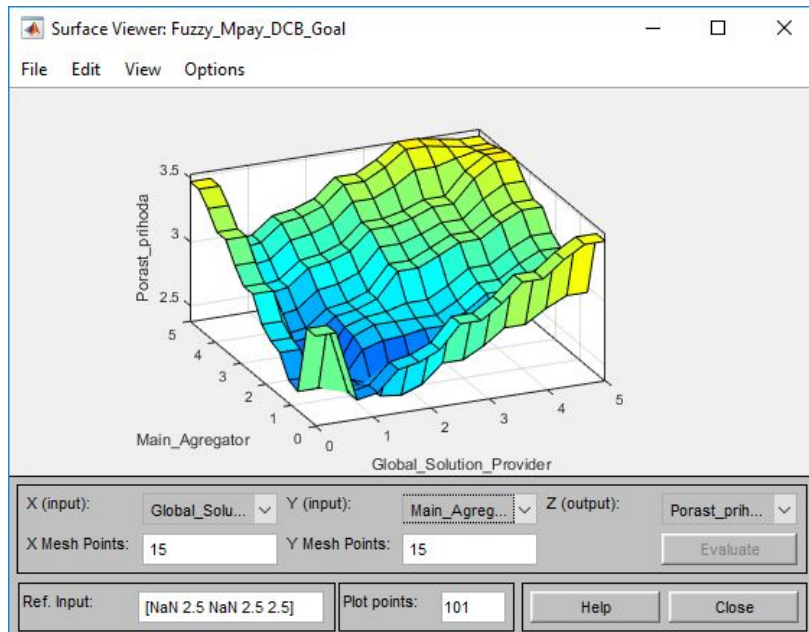 Surface Viewer: Fuzzy_Mpay_DCB_Goal
File Edit View Options
3.5
3
2.5
Porast_prihoda
5
4
3
2
1
0
Main_Agregator
0
1
2
3
4
5
Global_Solution_Provider
X (input): Global_Solu... Y (input): Main_Agreg... Z (output): Porast_prih...
X Mesh Points: 15 Y Mesh Points: 15 Evaluate
Ref. Input: [NaN 2.5 NaN 2.5 2.5] Plot points: 101 Help Close